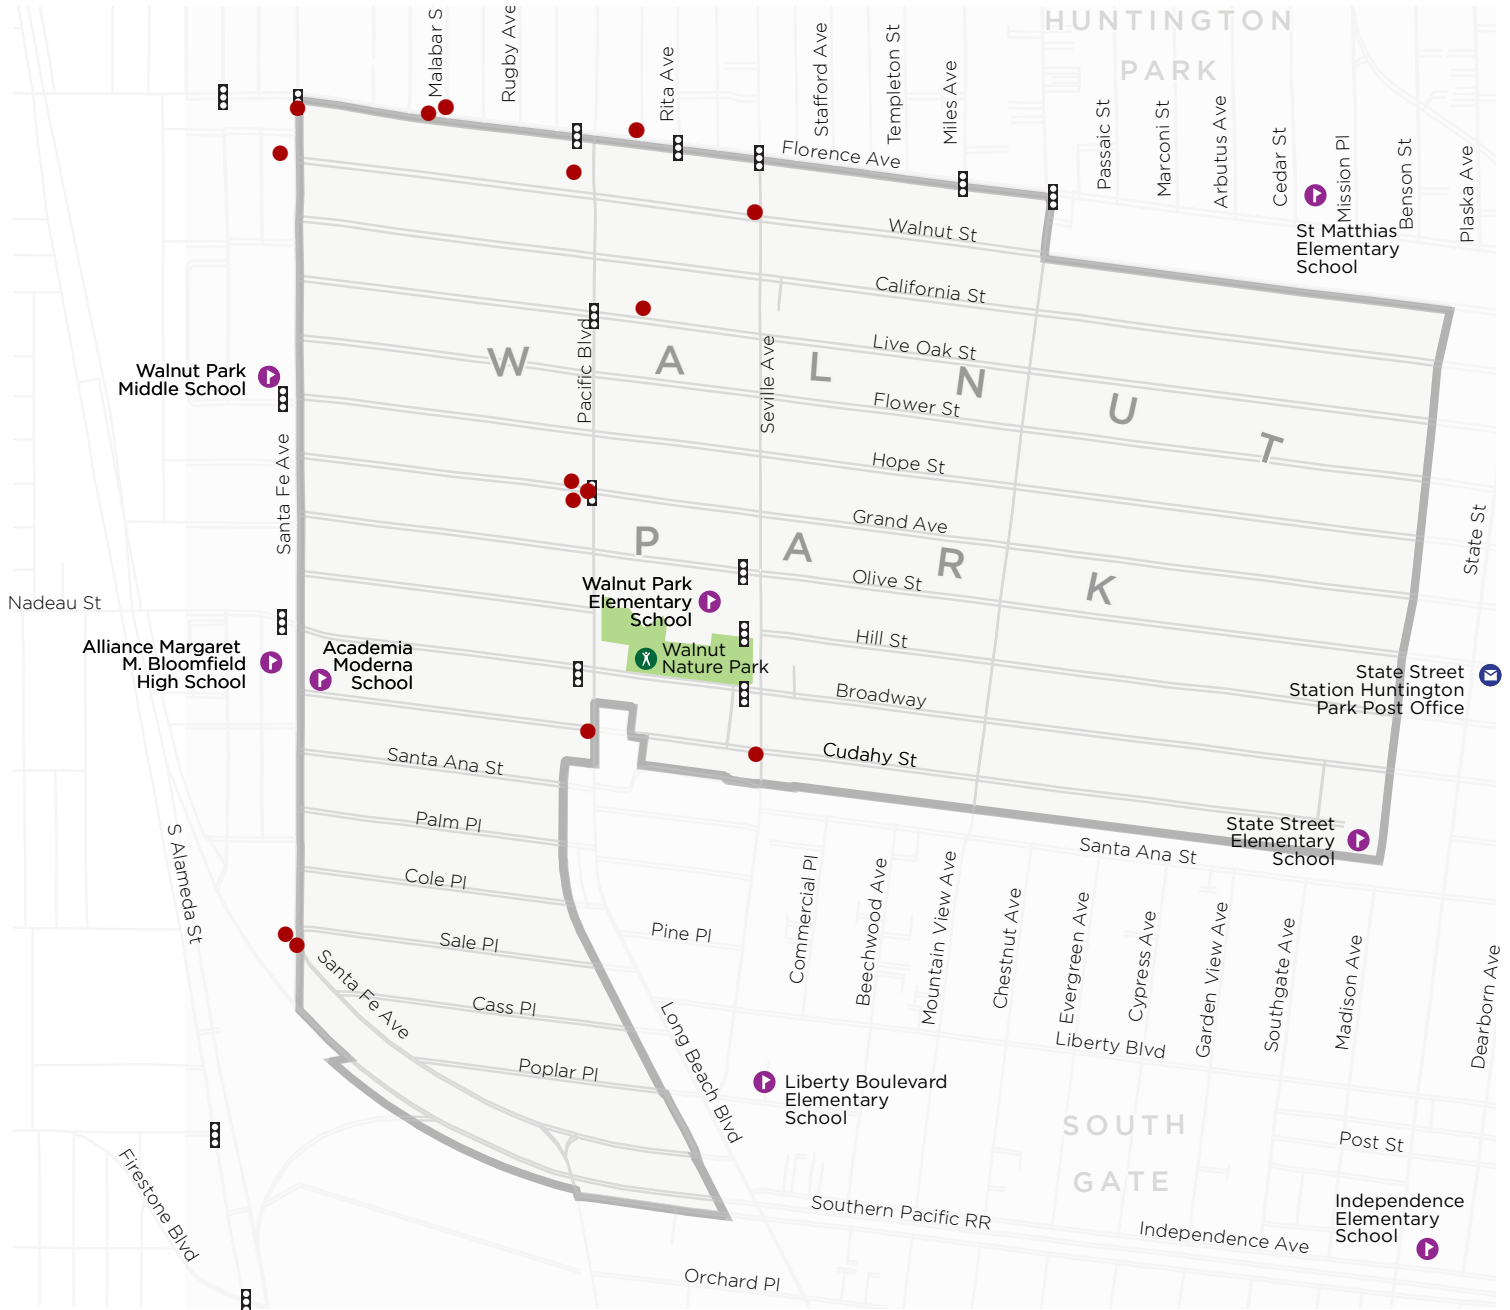 HUNTINGTON
PARK
Malabar S
Rugby Ave
Rita Ave
Stafford Ave
Templeton St
Miles Ave
Passaic St
Marconi St
Arbutus Ave
Cedar St
Mission Pl
Benson St
Plaska Ave
Florence Ave
St Matthias
Elementary
School
Walnut St
California St
Live Oak St
Flower St
Hope St
Grand Ave
Olive St
Hill St
Broadway
Cudahy St
WALNUT
PARK
Pacific Blvd
Seville Ave
Santa Fe Ave
State St
Walnut Park
Middle School
Walnut Park
Elementary
School
Walnut
Nature Park
Nadeau St
Alliance Margaret
M. Bloomfield
High School
Academia
Moderna
School
State Street
Station Huntington
Park Post Office
Santa Ana St
Palm Pl
Cole Pl
Sale Pl
Cass Pl
Poplar Pl
Santa Fe Ave
S Alameda St
State Street
Elementary
School
Santa Ana St
Pine Pl
Commercial Pl
Beechwood Ave
Mountain View Ave
Chestnut Ave
Evergreen Ave
Cypress Ave
Garden View Ave
Southgate Ave
Madison Ave
Dearborn Ave
Long Beach Blvd
Liberty Blvd
Liberty Boulevard
Elementary
School
SOUTH
GATE
Post St
Firestone Blvd
Southern Pacific RR
Independence Ave
Independence
Elementary
School
Orchard Pl